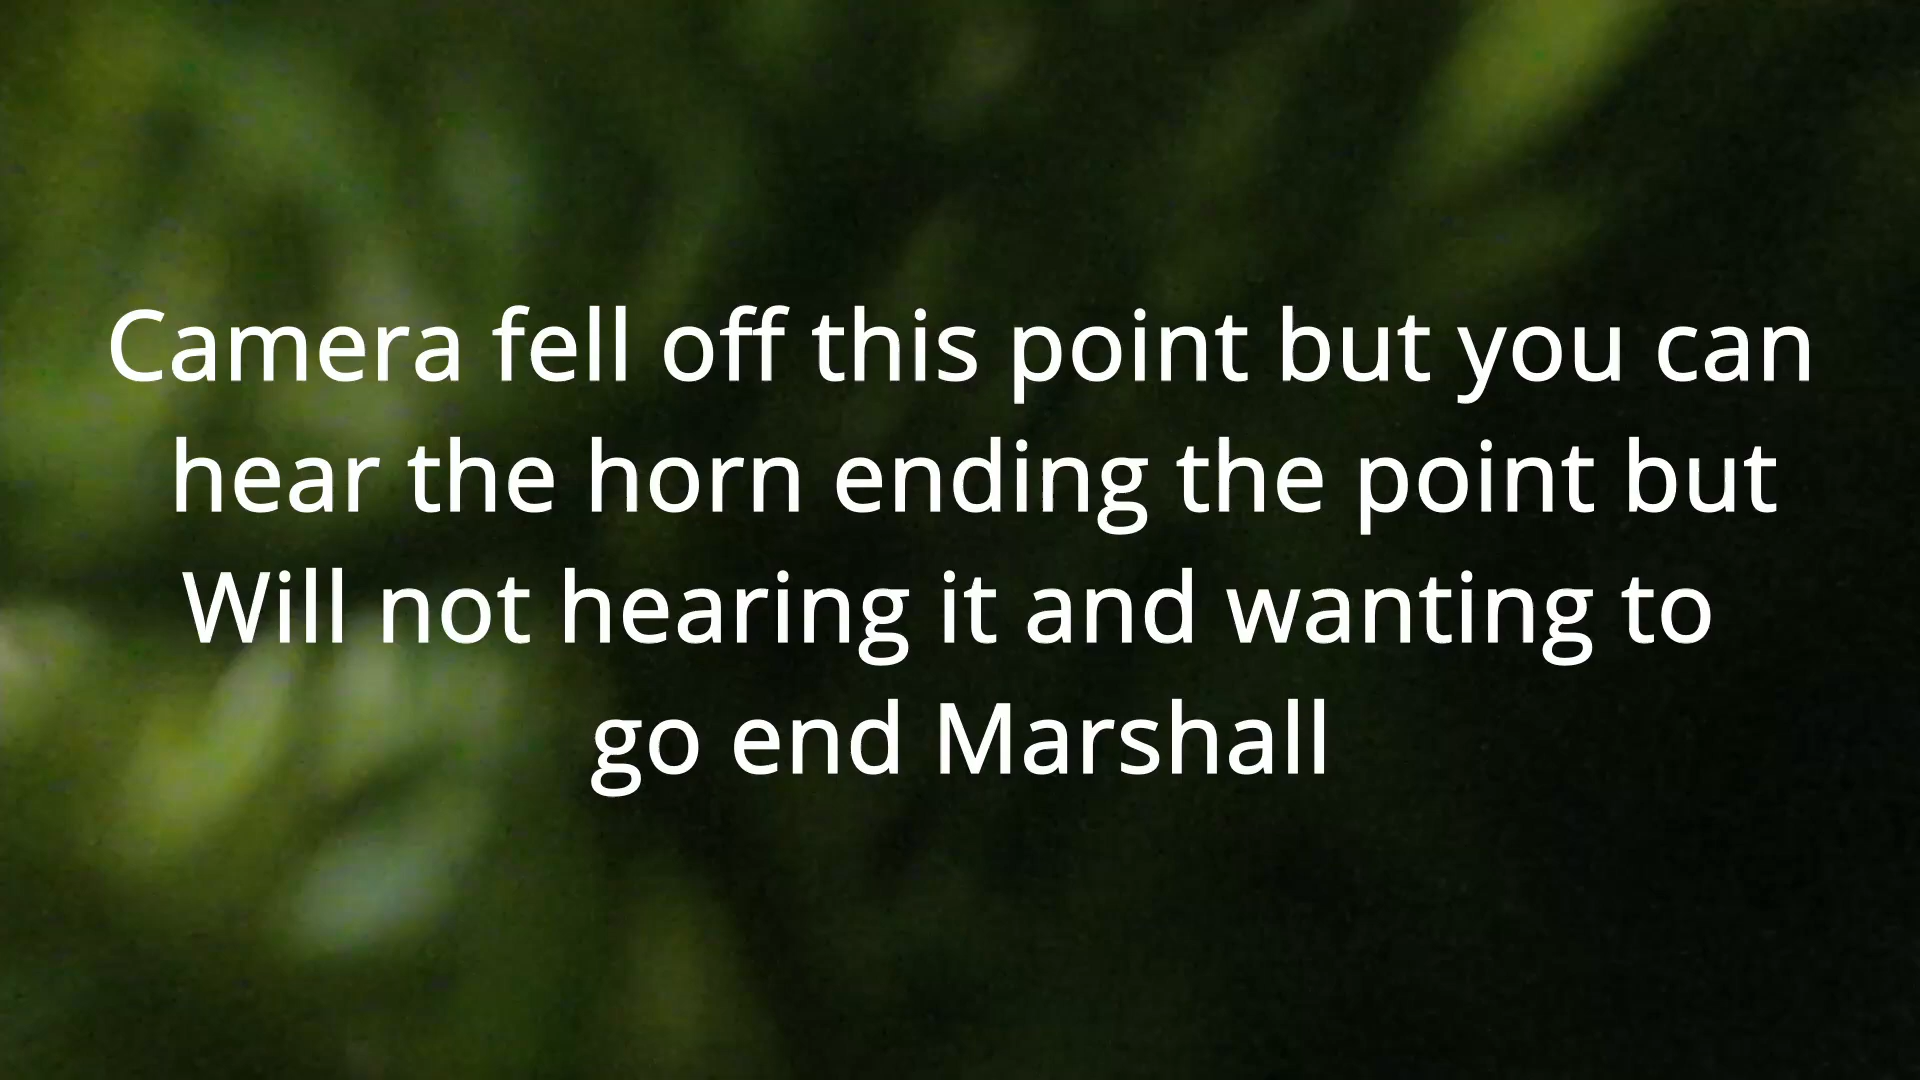 Camera fell off this point but you can
hear the horn ending the point but
Will not hearing it and wanting to
go end Marshall